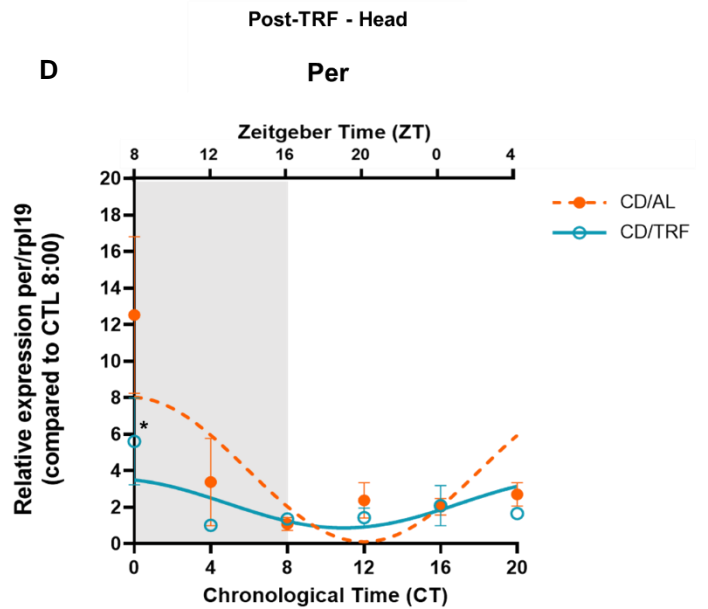 Post-TRF - Head
D
Per
Zeitgeber Time (ZT)
8 12 16 20 0 4
Relative expression per/rpl19
(compared to CTL 8:00)
20
18
16
14
12
10
8
6
4
2
0
*
CD/AL
CD/TRF
0 4 8 12 16 20
Chronological Time (CT)